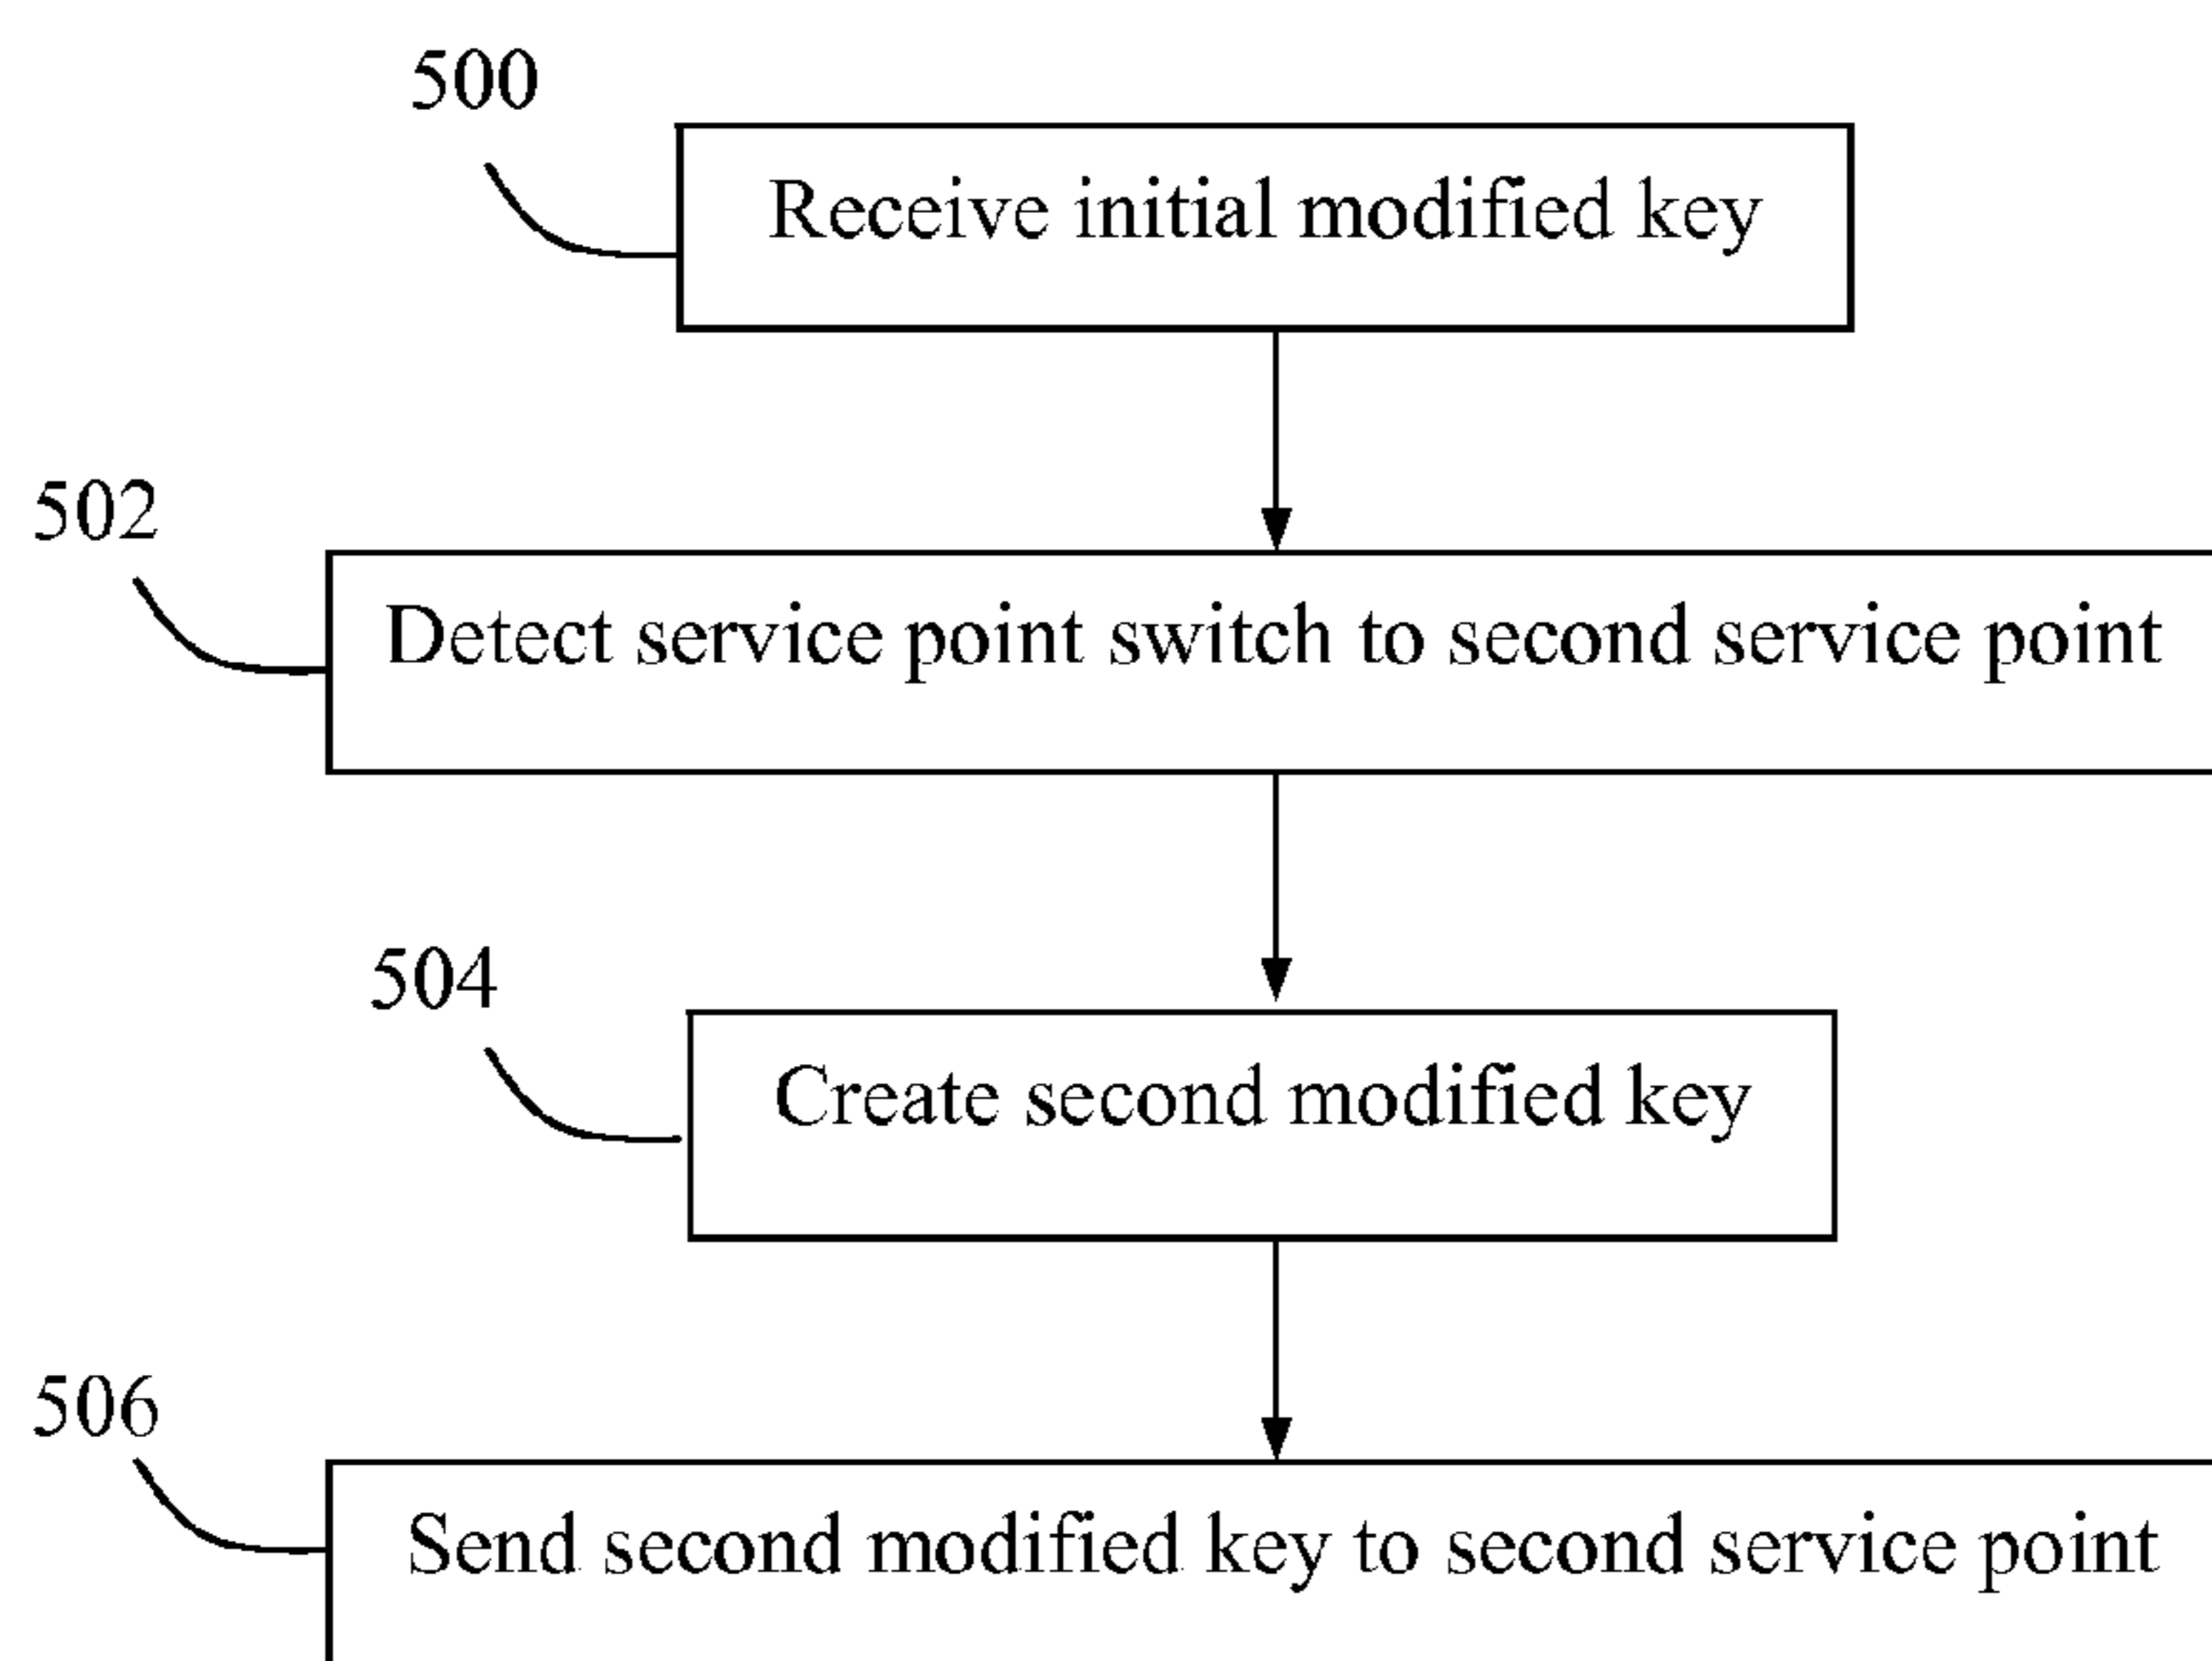 500
Receive initial modified key
502
Detect service point switch to second service point
504
Create second modified key
506
Send second modified key to second service point